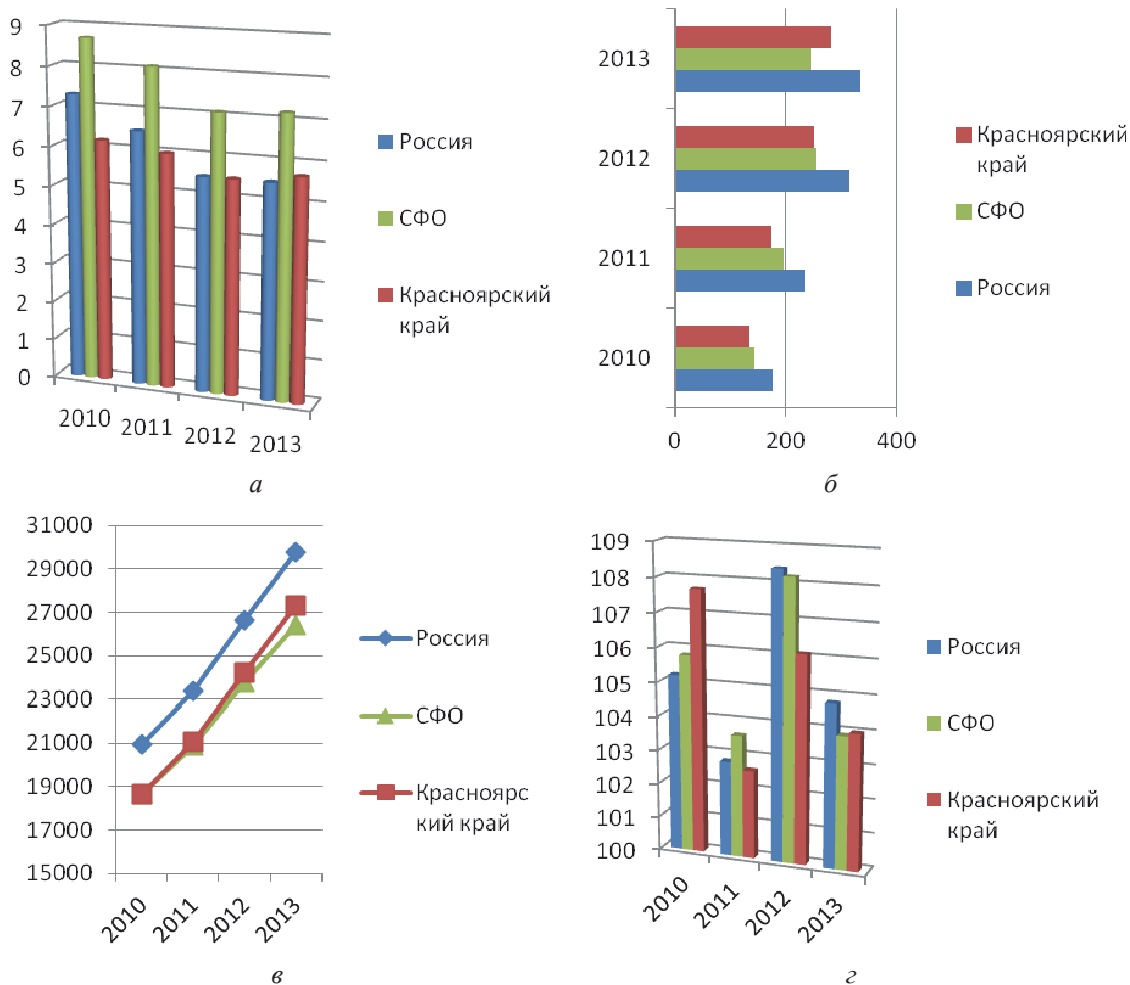 9
8
7
6
5
4
3
2
1
0
2010
2011
2012
2013
Россия
СФО
Красноярский
край
а
2013
2012
2011
2010
0
200
400
Красноярский
край
СФО
Россия
б
31000
29000
27000
25000
23000
21000
19000
17000
15000
2010
2011
2012
2013
Россия
СФО
Красноярс
кий край
в
109
108
107
106
105
104
103
102
101
100
2010
2011
2012
2013
Россия
СФО
Красноярский
край
г